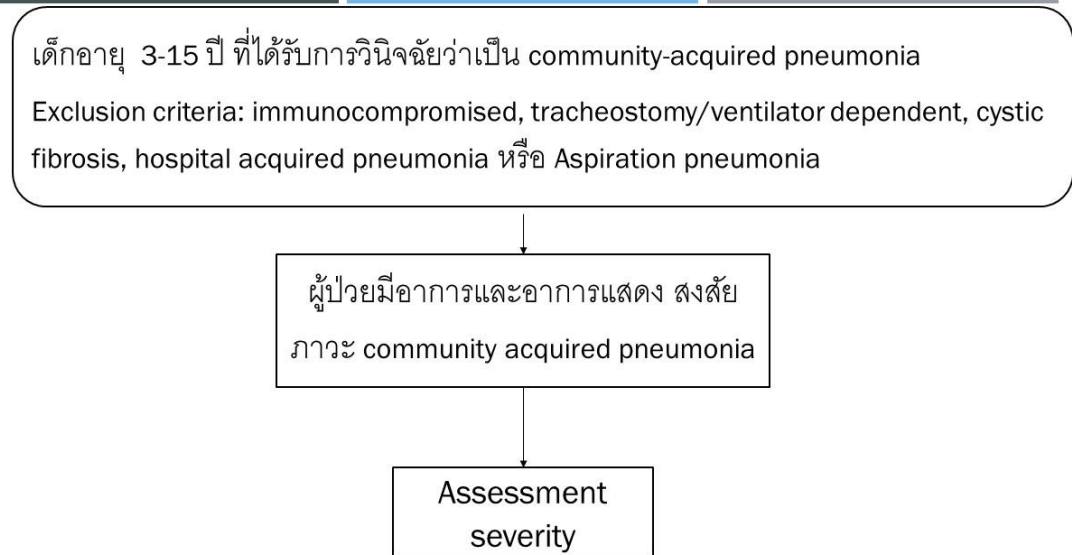 เด็กอายุ 3-15 ปี ที่ได้รับการวินิจฉัยว่าเป็น community-acquired pneumonia
Exclusion criteria: immunocompromised, tracheostomy/ventilator dependent, cystic
fibrosis, hospital acquired pneumonia หรือ Aspiration pneumonia
ผู้ป่วยมีอาการและอาการแสดง สงสัย
ภาวะ community acquired pneumonia
Assessment
severity